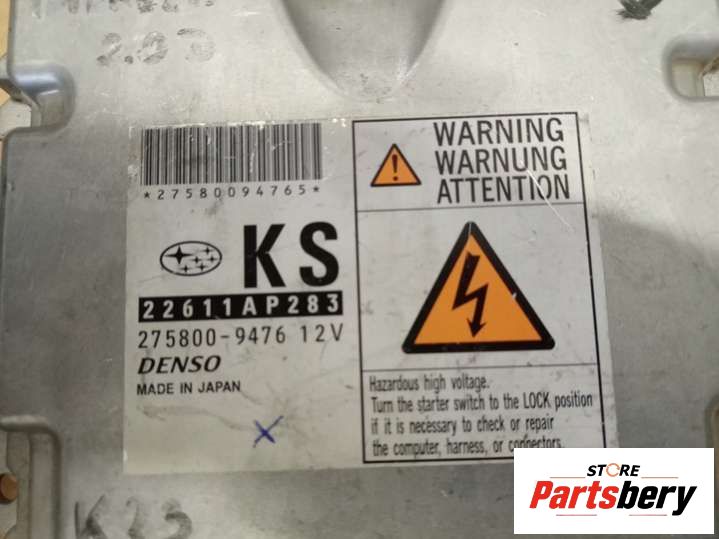 2.0D
*27580094765*
KS
22611AP283
275800-9476 12V
DENSO
MADE IN JAPAN
WARNING
WARNUNG
ATTENTION
Hazardous high voltage.
Turn the starter switch to the LOCK position
if it is necessary to check or repair
the computer, harness, or connectors.
STORE
Partsbery